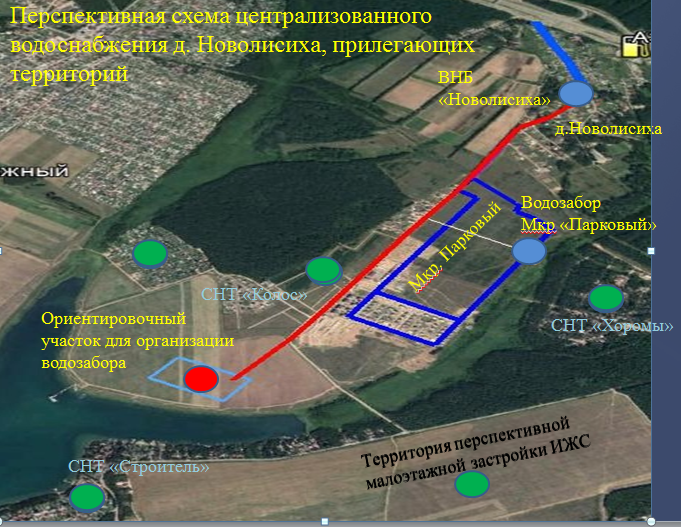 Перспективная схема централизованного
водоснабжения д. Новолисиха, прилегающих
территорий
ВНБ
«Новолисиха»
д.Новолисиха
жный
Водозабор
Мкр «Парковый»
Мкр. Парковый
СНТ «Колос»
Ориентировочный
участок для организации
водозабора
СНТ «Хоромы»
Территория перспективной
малоэтажной застройки ИЖС
СНТ «Строитель»